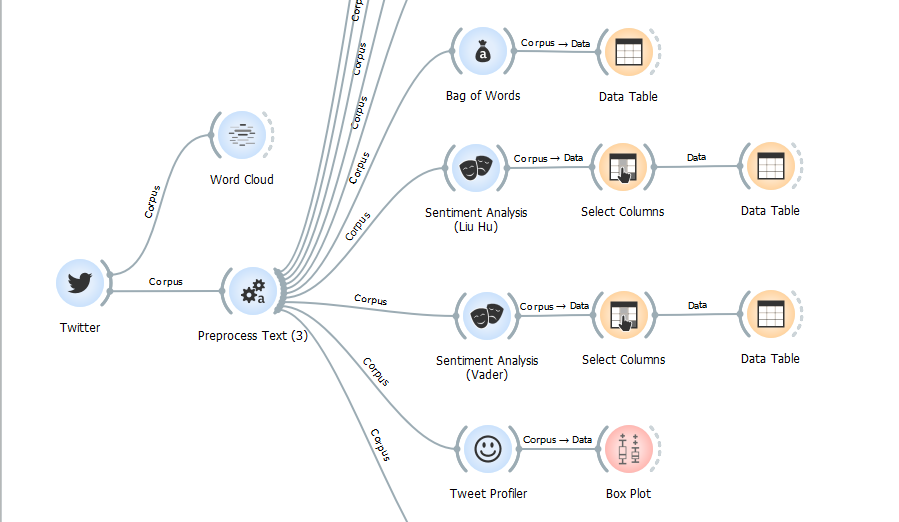 Corpus
Corpus
Corpus
Corpus
Corpus → Data
Bag of Words
Data Table
Corpus
Word Cloud
Corpus
Corpus → Data
Data
Sentiment Analysis
(Liu Hu)
Select Columns
Data Table
Corpus
Twitter
Preprocess Text (3)
Corpus
Corpus → Data
Data
Sentiment Analysis
(Vader)
Select Columns
Data Table
Corpus
Corpus
Corpus → Data
Tweet Profiler
Box Plot
a
a